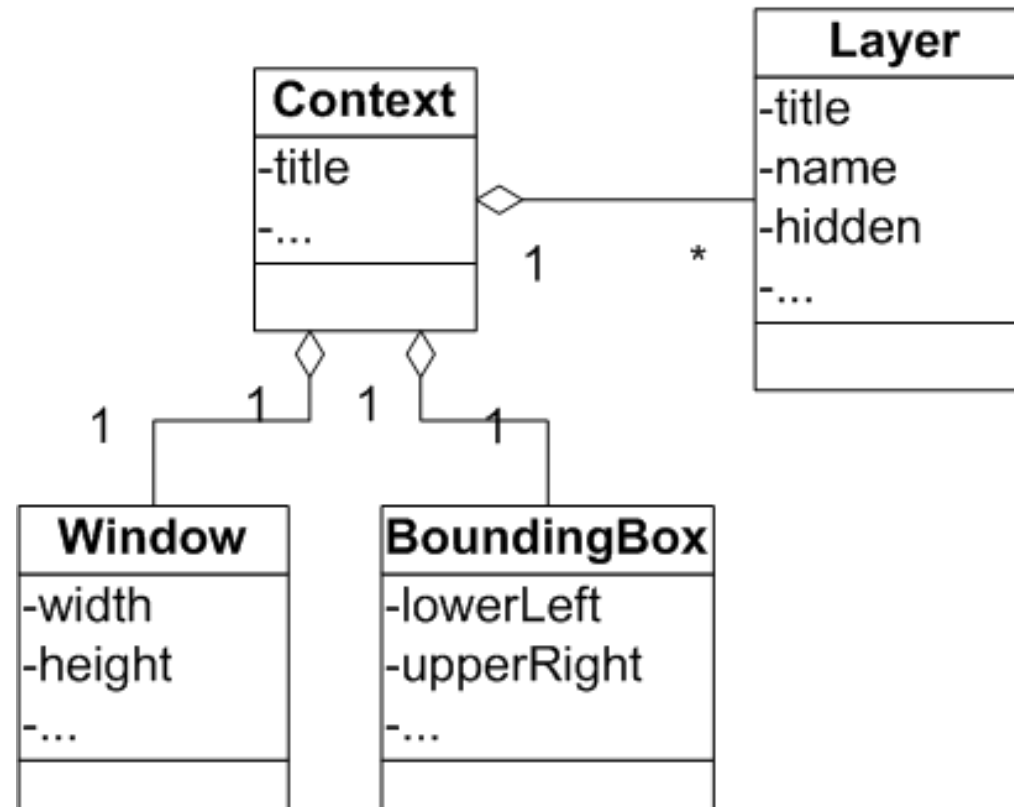 Layer
-title
-name
-hidden
-...
Context
-title
-...
1
*
1
1
1
1
Window
-width
-height
-...
BoundingBox
-lowerLeft
-upperRight
-...